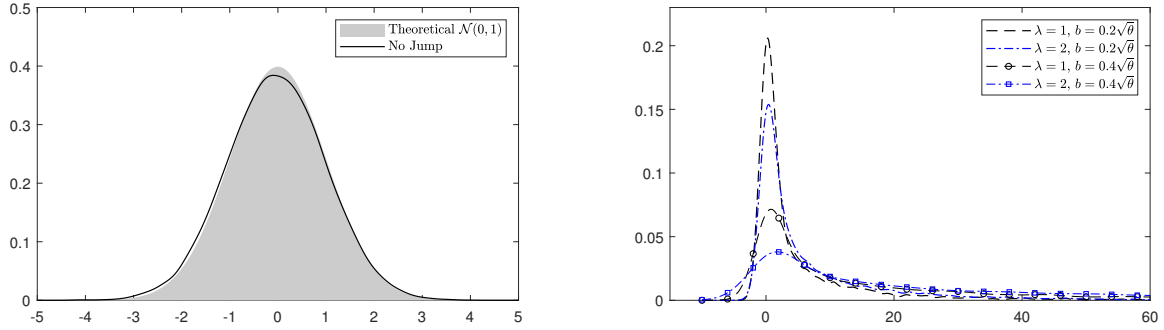 0.5
0.4
0.3
0.2
0.1
0
-5 -4 -3 -2 -1 0 1 2 3 4 5
Theoretical 𝒩(0, 1)
No Jump
0.2
0.15
0.1
0.05
0
0 20 40 60
λ = 1, b = 0.2√θ
λ = 2, b = 0.2√θ
λ = 1, b = 0.4√θ
λ = 2, b = 0.4√θ